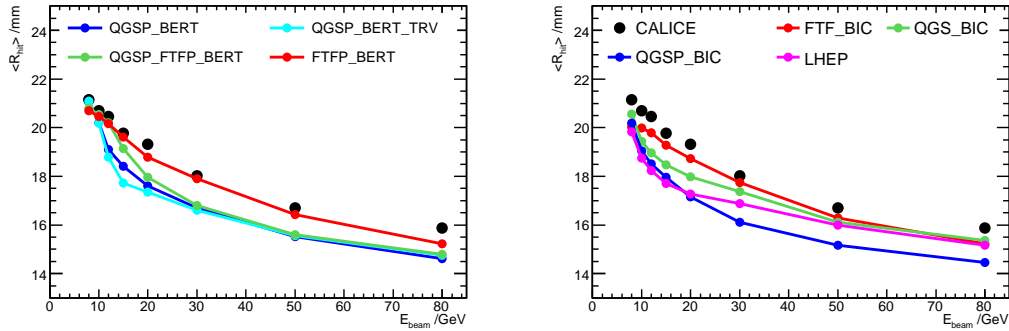 <R_hit> /mm
24
22
20
18
16
14
QGSP_BERT
QGSP_BERT_TRV
QGSP_FTFP_BERT
FTFP_BERT
0 10 20 30 40 50 60 70 80
E_beam /GeV
<R_hit> /mm
24
22
20
18
16
14
CALICE
FTF_BIC
QGS_BIC
QGSP_BIC
LHEP
0 10 20 30 40 50 60 70 80
E_beam /GeV